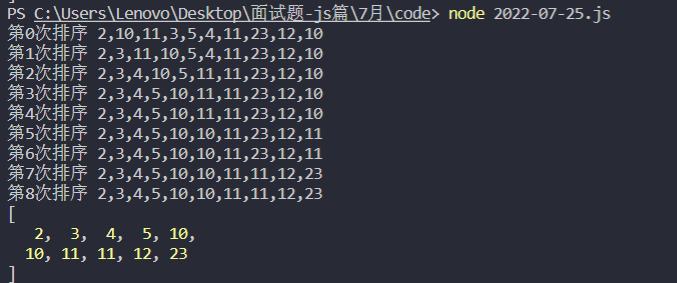 PS C:\Users\Lenovo\Desktop\面试题-js篇\7月\code> node 2022-07-25.js
第0次排序 2,10,11,3,5,4,11,23,12,10
第1次排序 2,3,11,10,5,4,11,23,12,10
第2次排序 2,3,4,10,5,11,11,23,12,10
第3次排序 2,3,4,5,10,11,11,23,12,10
第4次排序 2,3,4,5,10,11,11,23,12,10
第5次排序 2,3,4,5,10,10,11,23,12,11
第6次排序 2,3,4,5,10,10,11,23,12,11
第7次排序 2,3,4,5,10,10,11,11,12,23
第8次排序 2,3,4,5,10,10,11,11,12,23
[
2, 3, 4, 5, 10,
10, 11, 11, 12, 23
]